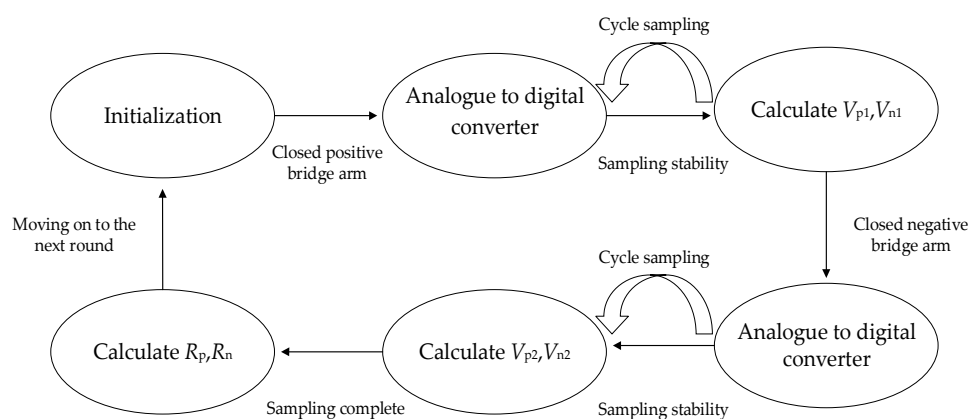 Cycle sampling
Initialization
Analogue to digital
converter
Calculate Vp1,Vn1
Closed positive
bridge arm
Sampling stability
Moving on to the
next round
Closed negative
bridge arm
Cycle sampling
Calculate Rp,Rn
Calculate Vp2,Vn2
Analogue to digital
converter
Sampling complete
Sampling stability